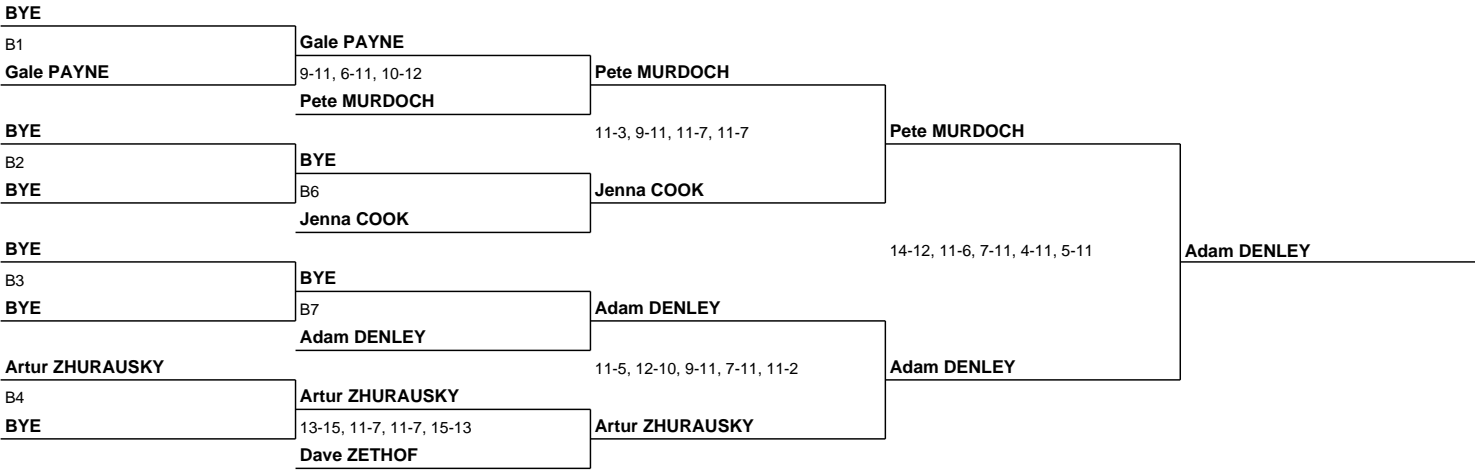 BYE
B1
Gale PAYNE
Gale PAYNE
9-11, 6-11, 10-12
Pete MURDOCH
Pete MURDOCH
BYE
B2
BYE
BYE
B6
Jenna COOK
11-3, 9-11, 11-7, 11-7
Jenna COOK
Pete MURDOCH
BYE
B3
BYE
BYE
B7
Adam DENLEY
Adam DENLEY
Artur ZHURAUSKY
B4
BYE
Artur ZHURAUSKY
13-15, 11-7, 11-7, 15-13
Dave ZETHOF
11-5, 12-10, 9-11, 7-11, 11-2
Artur ZHURAUSKY
Adam DENLEY
14-12, 11-6, 7-11, 4-11, 5-11
Adam DENLEY